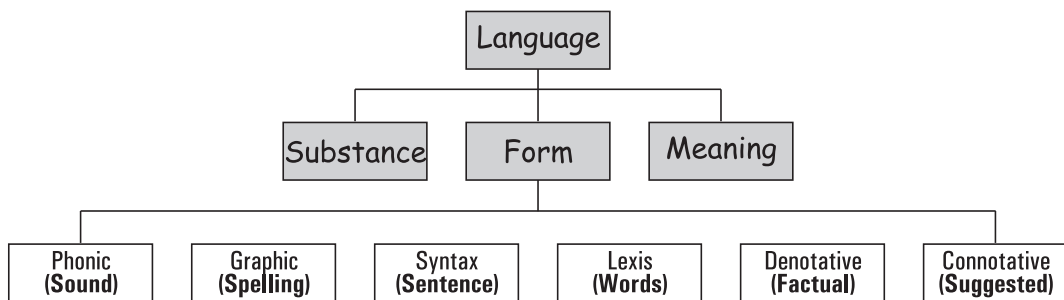 Language
Substance
Form
Meaning
Phonic
(Sound)
Graphic
(Spelling)
Syntax
(Sentence)
Lexis
(Words)
Denotative
(Factual)
Connotative
(Suggested)